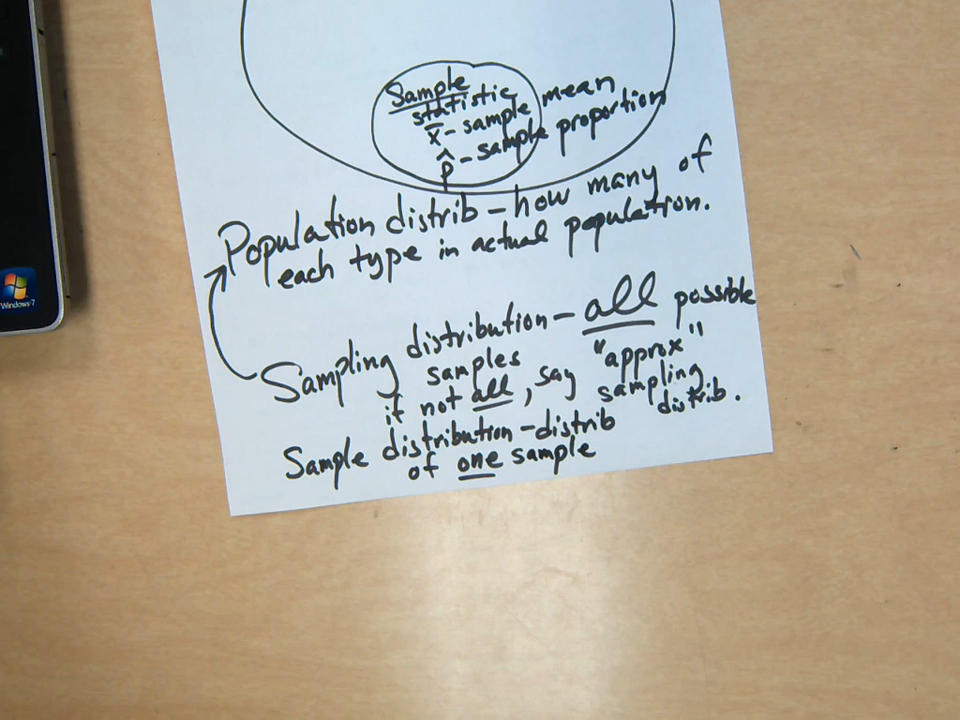 Sample
statistic
x̄ - sample mean
p̂ - sample proportion
Population distrib - how many of
each type in actual population.
Sampling distribution - all possible
samples
if not all, say "approx"
sampling
distrib.
Sample distribution - distrib
of one sample
Windows 7